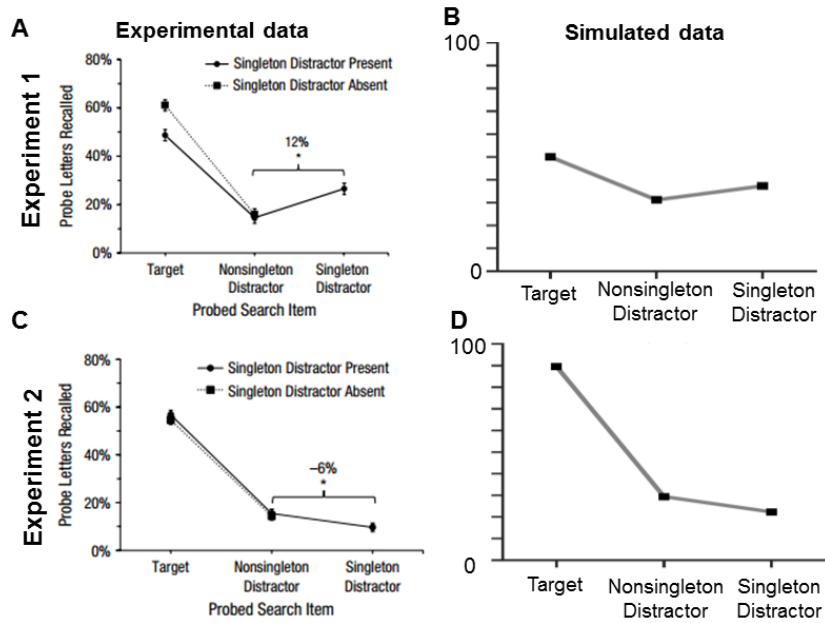 A
Experimental data
B
Simulated data
Experiment 1
Probe Letters Recalled
80%
60%
40%
20%
0%
Singleton Distractor Present
Singleton Distractor Absent
12%
*
Target
Nonsingleton
Distractor
Singleton
Distractor
Probed Search Item
100
0
Target
Nonsingleton
Distractor
Singleton
Distractor
C
D
Experiment 2
Probe Letters Recalled
80%
60%
40%
20%
0%
Singleton Distractor Present
Singleton Distractor Absent
–6%
*
Target
Nonsingleton
Distractor
Singleton
Distractor
Probed Search Item
100
0
Target
Nonsingleton
Distractor
Singleton
Distractor